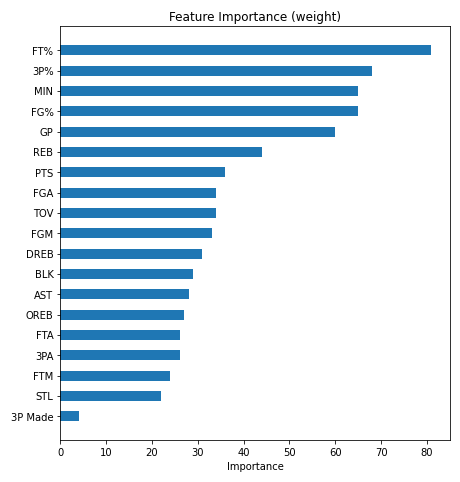 Feature Importance (weight)
FT%
3P%
MIN
FG%
GP
REB
PTS
FGA
TOV
FGM
DREB
BLK
AST
OREB
FTA
3PA
FTM
STL
3P Made
0 10 20 30 40 50 60 70 80
Importance